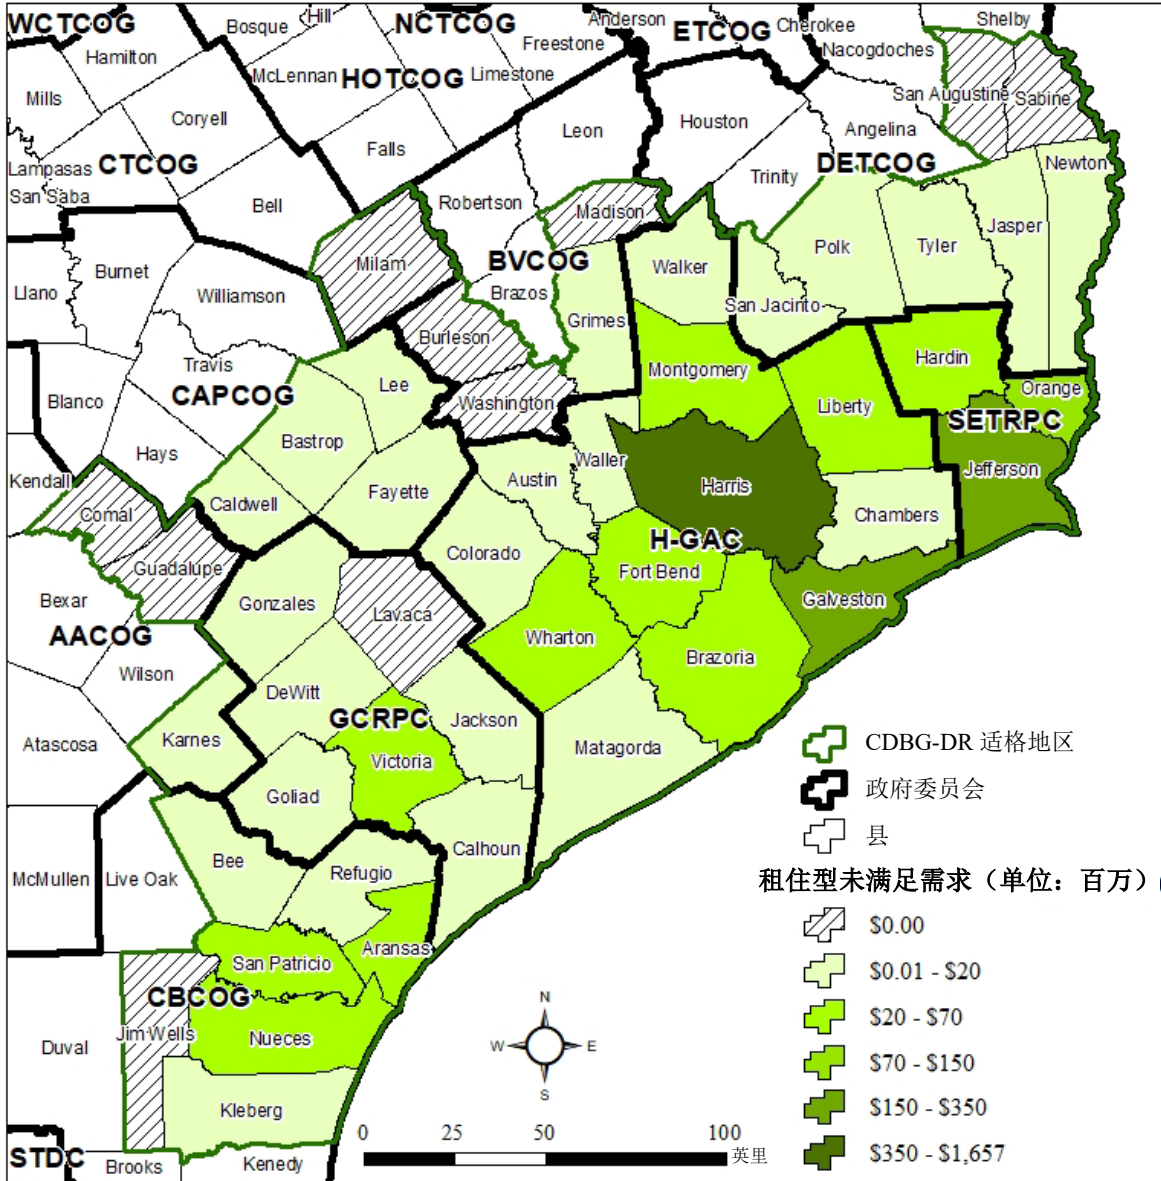 WCTCOG
Hill
Bosque
NCTCOG
Anderson
ETCOG
Cherokee
Shelby
Hamilton
Freestone
Nacogdoches
McLennan
HOTCOG
Limestone
Mills
San Augustine
Sabine
Coryell
Leon
Houston
Angelina
Falls
Lampasas
CTCOG
DETCOG
Newton
Trinity
San Saba
Bell
Robertson
Madison
Jasper
Polk
Tyler
Milam
BVCOG
Walker
Burnet
Llano
Williamson
Brazos
San Jacinto
Grimes
Burleson
Hardin
Travis
Montgomery
Lee
Orange
CAPCOG
Blanco
Washington
Liberty
SETRPC
Bastrop
Hays
Waller
Jefferson
Kendall
Austin
Harris
Fayette
Caldwell
Comal
Chambers
H-GAC
Colorado
Guadalupe
Fort Bend
Bexar
Gonzales
Lavaca
Galveston
AACOG
Wharton
Brazoria
Wilson
DeWitt
GCRPC
Jackson
Atascosa
Karnes
Matagorda
Victoria
Goliad
Calhoun
Bee
McMullen
Live Oak
Refugio
Aransas
San Patricio
CBCOG
Jim Wells
Nueces
Duval
Kleberg
STDC
Brooks
Kenedy
CDBG-DR 适格地区
政府委员会
县
租住型未满足需求（单位：百万）
$0.00
$0.01 - $20
$20 - $70
$70 - $150
$150 - $350
$350 - $1,657
N
W
E
S
0 25 50 100
英里